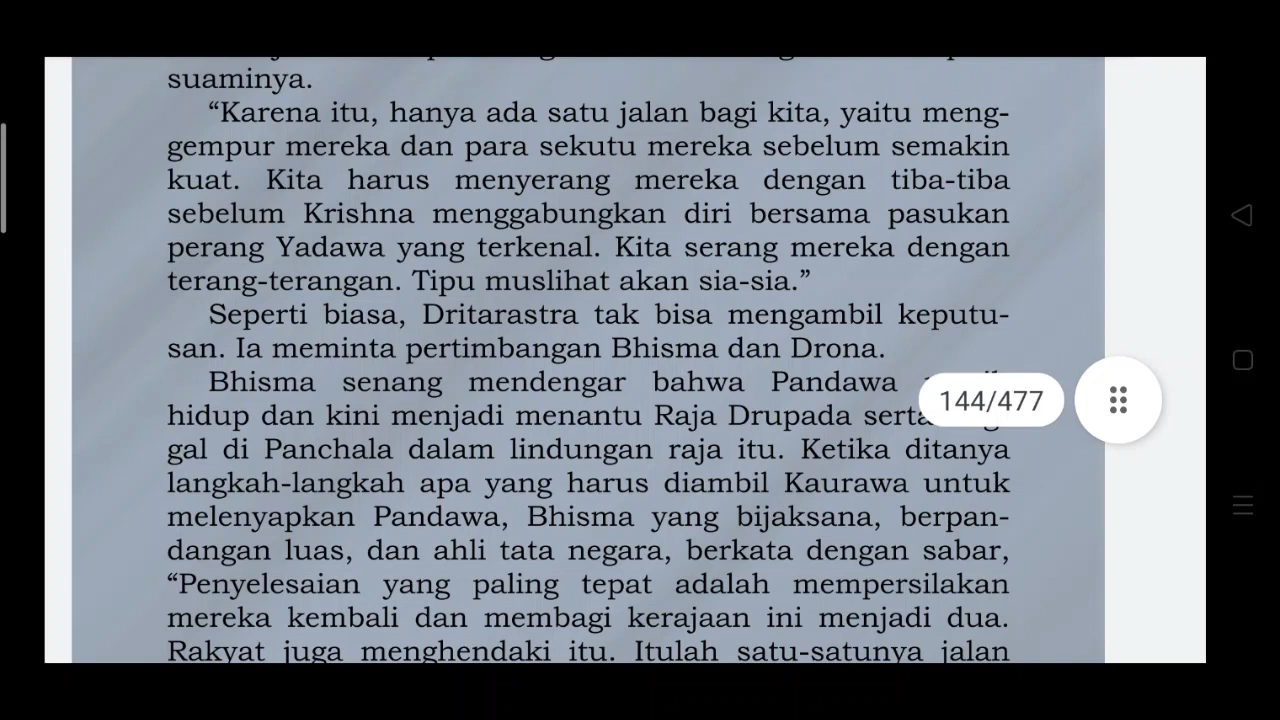 suaminya.
“Karena itu, hanya ada satu jalan bagi kita, yaitu meng-
gempur mereka dan para sekutu mereka sebelum semakin
kuat. Kita harus menyerang mereka dengan tiba-tiba
sebelum Krishna menggabungkan diri bersama pasukan
perang Yadawa yang terkenal. Kita serang mereka dengan
terang-terangan. Tipu muslihat akan sia-sia.”
Seperti biasa, Dritarastra tak bisa mengambil keputu-
san. Ia meminta pertimbangan Bhisma dan Drona.
Bhisma senang mendengar bahwa Pandawa
144/477
hidup dan kini menjadi menantu Raja Drupada serta
gal di Panchala dalam lindungan raja itu. Ketika ditanya
langkah-langkah apa yang harus diambil Kaurawa untuk
melenyapkan Pandawa, Bhisma yang bijaksana, berpan-
dangan luas, dan ahli tata negara, berkata dengan sabar,
“Penyelesaian yang paling tepat adalah mempersilakan
mereka kembali dan membagi kerajaan ini menjadi dua.
Rakyat juga menghendaki itu. Itulah satu-satunya jalan